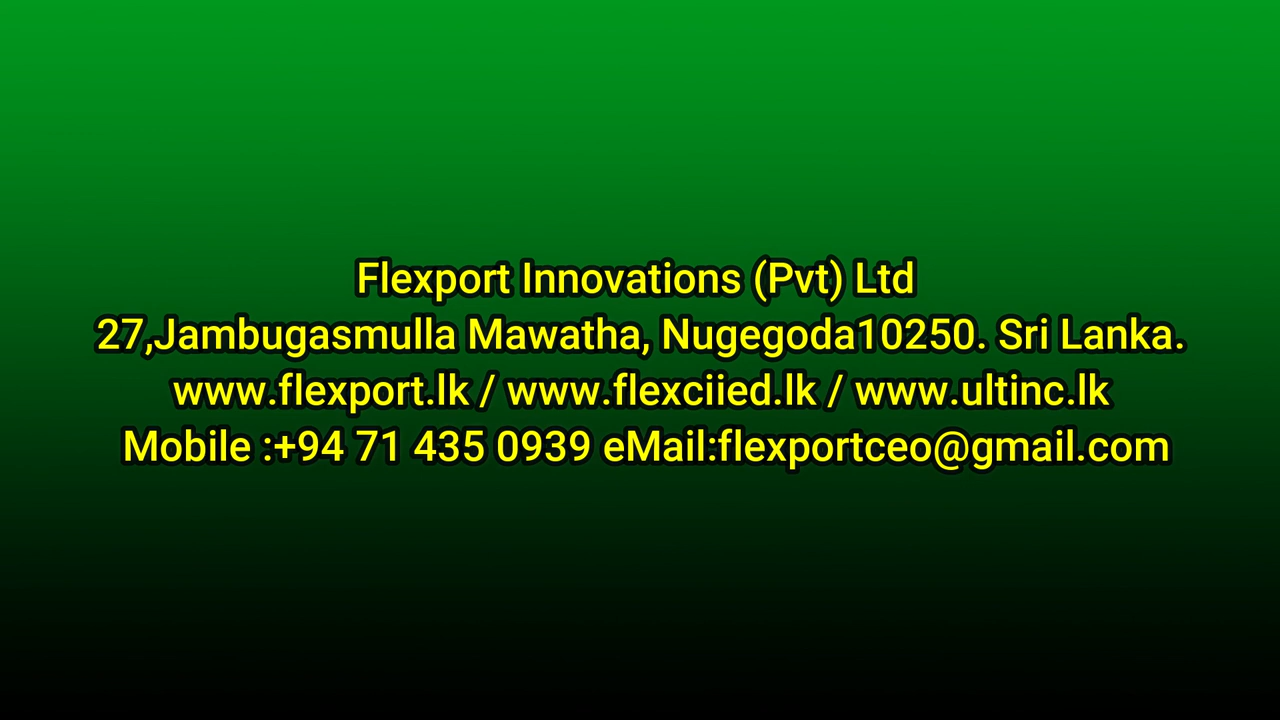 Flexport Innovations (Pvt) Ltd
27,Jambugasmulla Mawatha, Nugegoda10250. Sri Lanka.
www.flexport.lk / www.flexciied.lk / www.ultinc.lk
Mobile :+94 71 435 0939 eMail:flexportceo@gmail.com